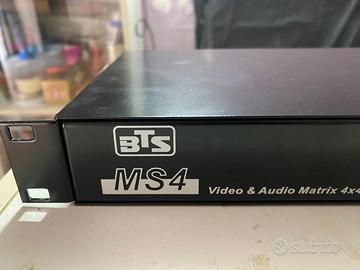 BTS
MS4
Video & Audio Matrix 4x4
subito